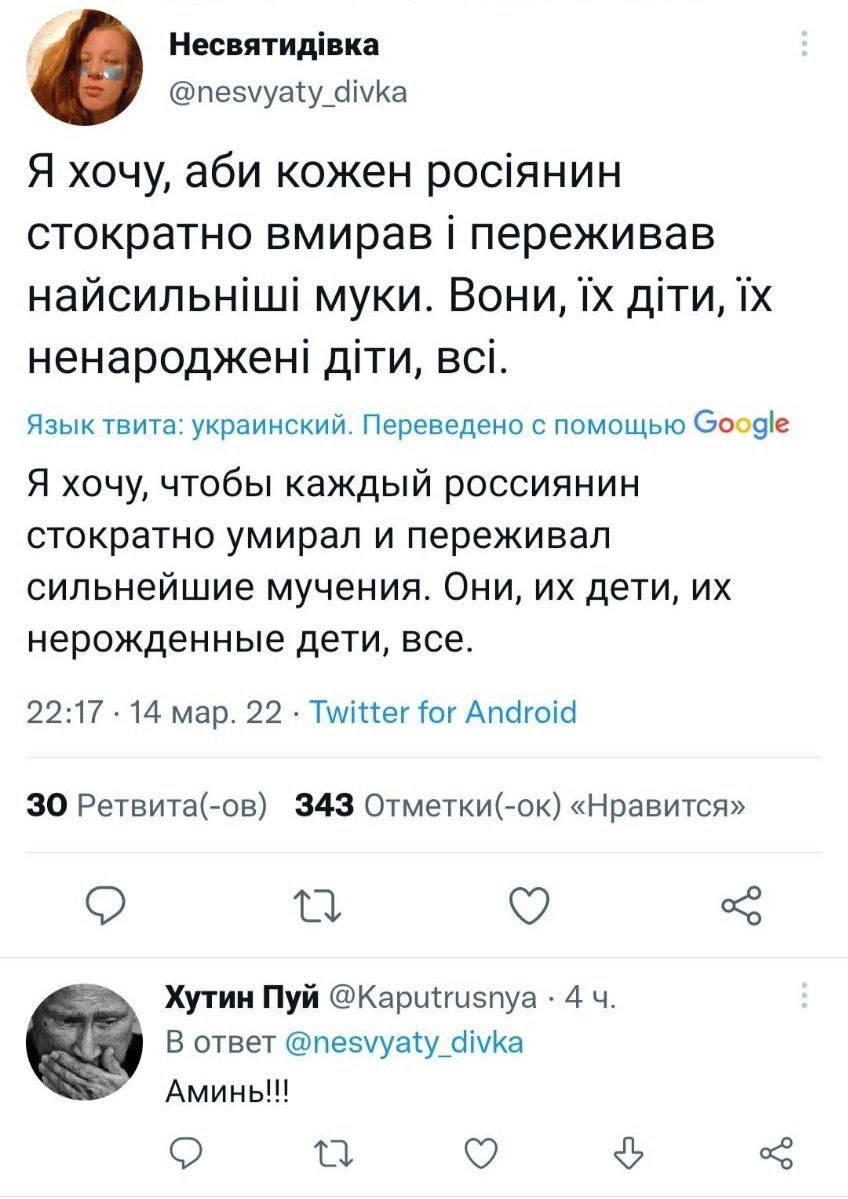 Несвятидівка
@nesvyaty_divka
Я хочу, аби кожен росіянин
стократно вмирав і переживав
найсильніші муки. Вони, їх діти, їх
ненароджені діти, всі.
Язык твита: украинский. Переведено с помощью Google
Я хочу, чтобы каждый россиянин
стократно умирал и переживал
сильнейшие мучения. Они, их дети, их
нерожденные дети, все.
22:17 · 14 мар. 22 · Twitter for Android
30 Ретвита(-ов) 343 Отметки(-ок) «Нравится»
Хутин Пуй @Kaputrusnya · 4 ч.
В ответ @nesvyaty_divka
Аминь!!!